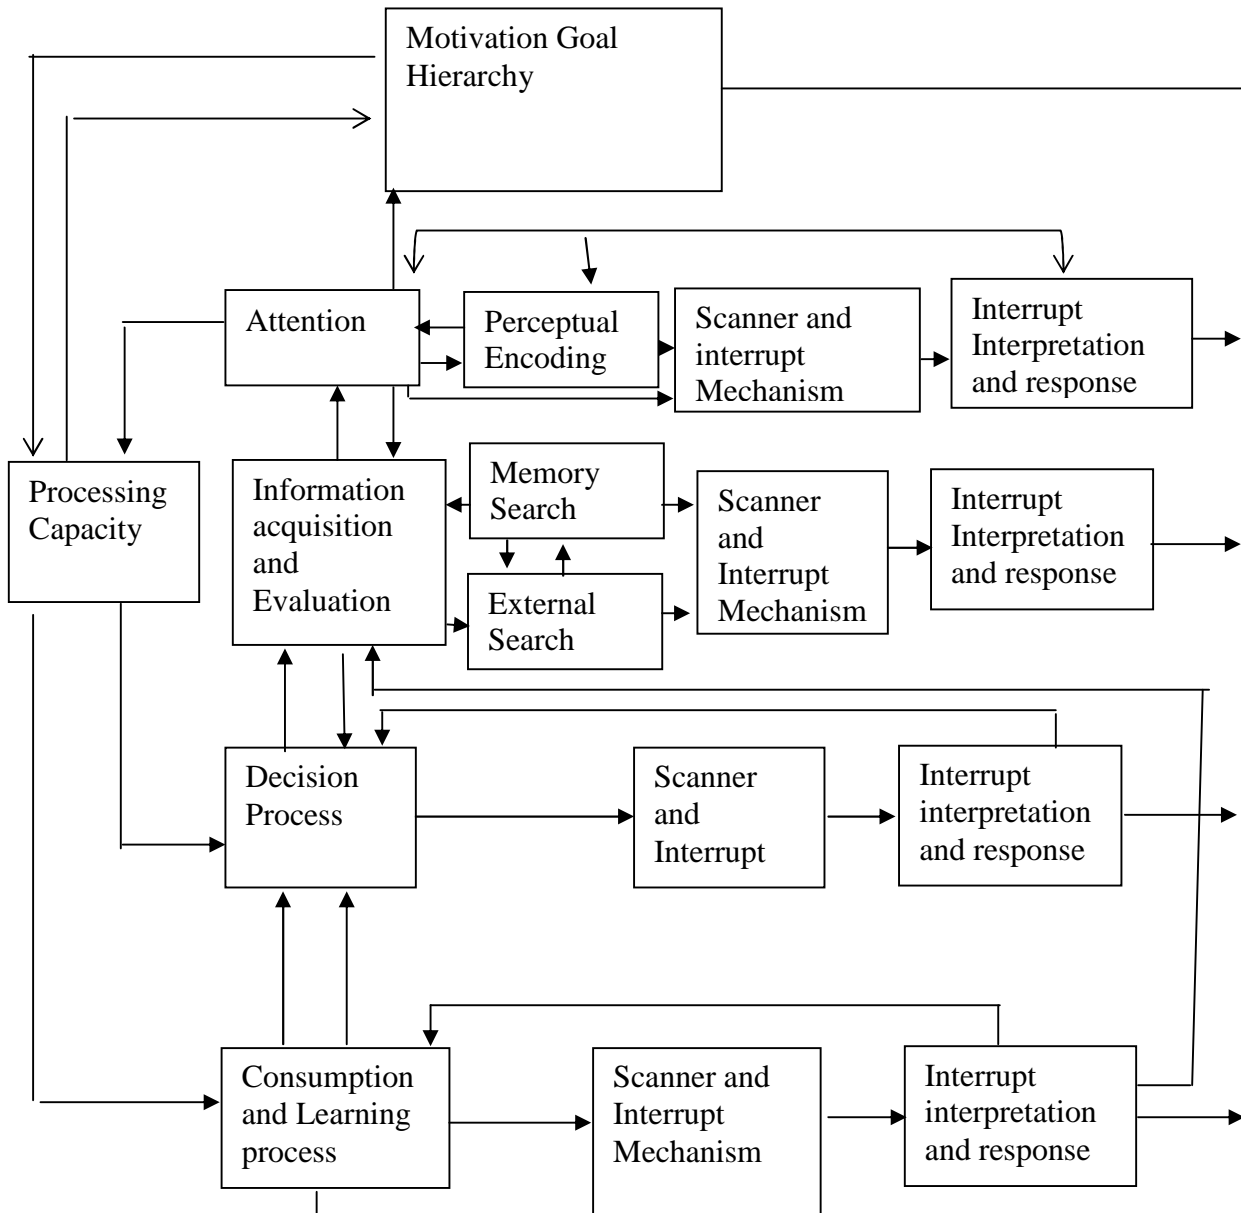 Motivation Goal
Hierarchy
Attention
Perceptual
Encoding
Scanner and
interrupt
Mechanism
Interrupt
Interpretation
and response
Processing
Capacity
Information
acquisition
and
Evaluation
Memory
Search
External
Search
Scanner
and
Interrupt
Mechanism
Interrupt
Interpretation
and response
Decision
Process
Scanner
and
Interrupt
Interrupt
interpretation
and response
Consumption
and Learning
process
Scanner and
Interrupt
Mechanism
Interrupt
interpretation
and response